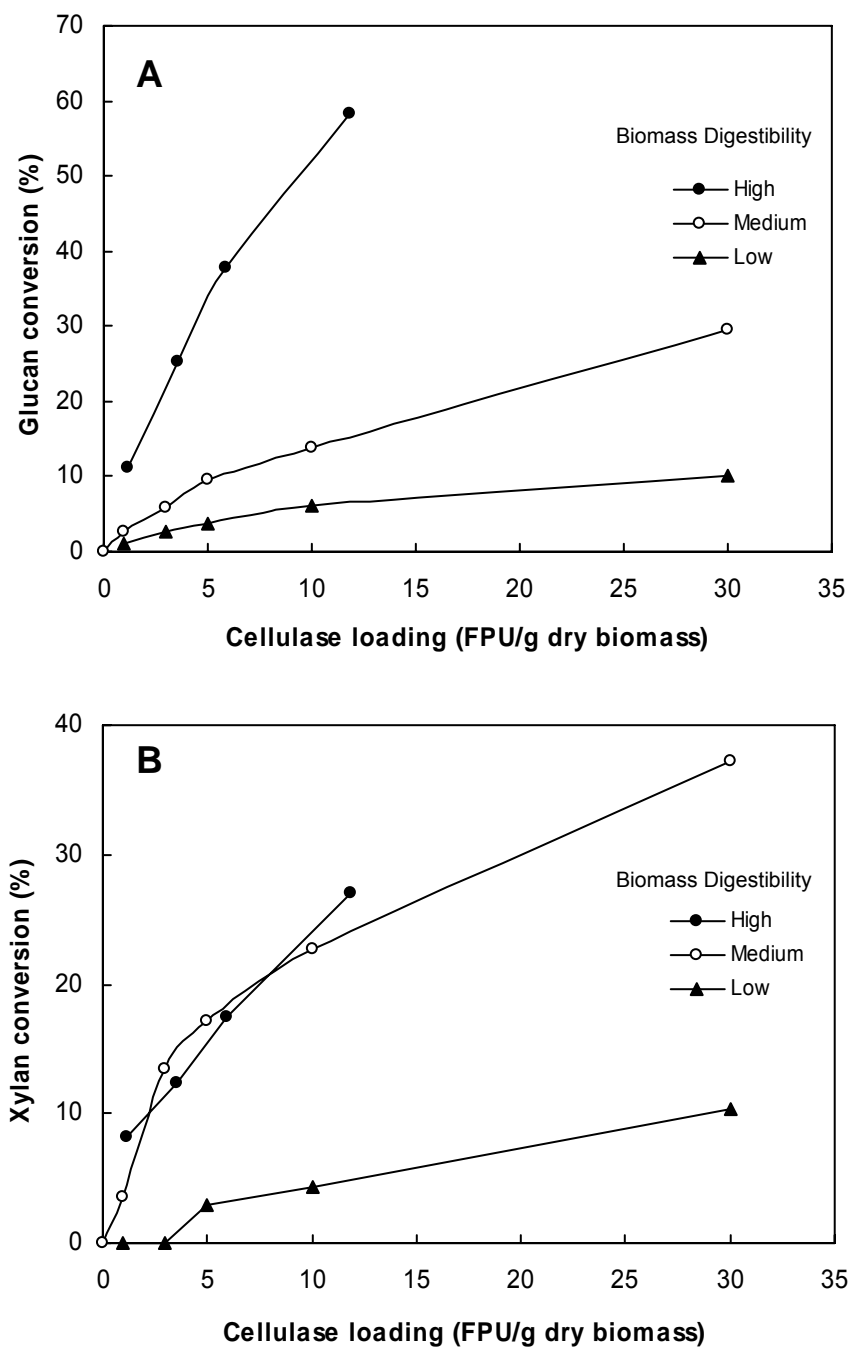 70
A
60
Biomass Digestibility
50
High
40
Medium
Low
30
20
10
0
0 5 10 15 20 25 30 35
Glucan conversion (%)
Cellulase loading (FPU/g dry biomass)
40
B
30
Biomass Digestibility
High
Medium
20
Low
10
0
0 5 10 15 20 25 30 35
Xylan conversion (%)
Cellulase loading (FPU/g dry biomass)